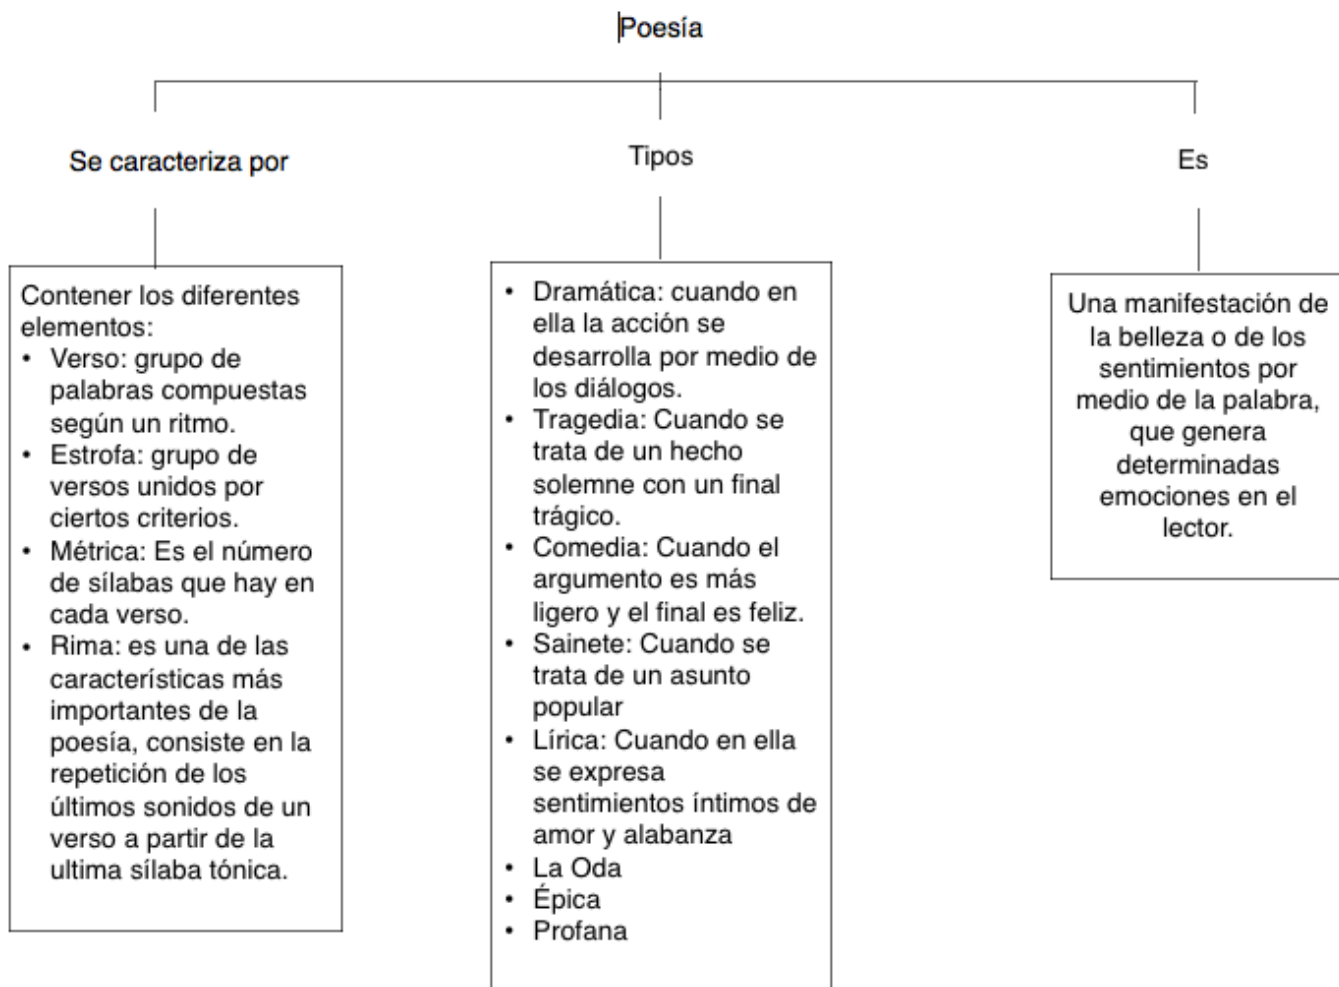 Poesía
Se caracteriza por
Tipos
Es
Contener los diferentes
elementos:
• Verso: grupo de
palabras compuestas
según un ritmo.
• Estrofa: grupo de
versos unidos por
ciertos criterios.
• Métrica: Es el número
de sílabas que hay en
cada verso.
• Rima: es una de las
características más
importantes de la
poesía, consiste en la
repetición de los
últimos sonidos de un
verso a partir de la
ultima sílaba tónica.
• Dramática: cuando en
ella la acción se
desarrolla por medio de
los diálogos.
• Tragedia: Cuando se
trata de un hecho
solemne con un final
trágico.
• Comedia: Cuando el
argumento es más
ligero y el final es feliz.
• Sainete: Cuando se
trata de un asunto
popular
• Lírica: Cuando en ella
se expresa
sentimientos íntimos de
amor y alabanza
• La Oda
• Épica
• Profana
Una manifestación de
la belleza o de los
sentimientos por
medio de la palabra,
que genera
determinadas
emociones en el
lector.